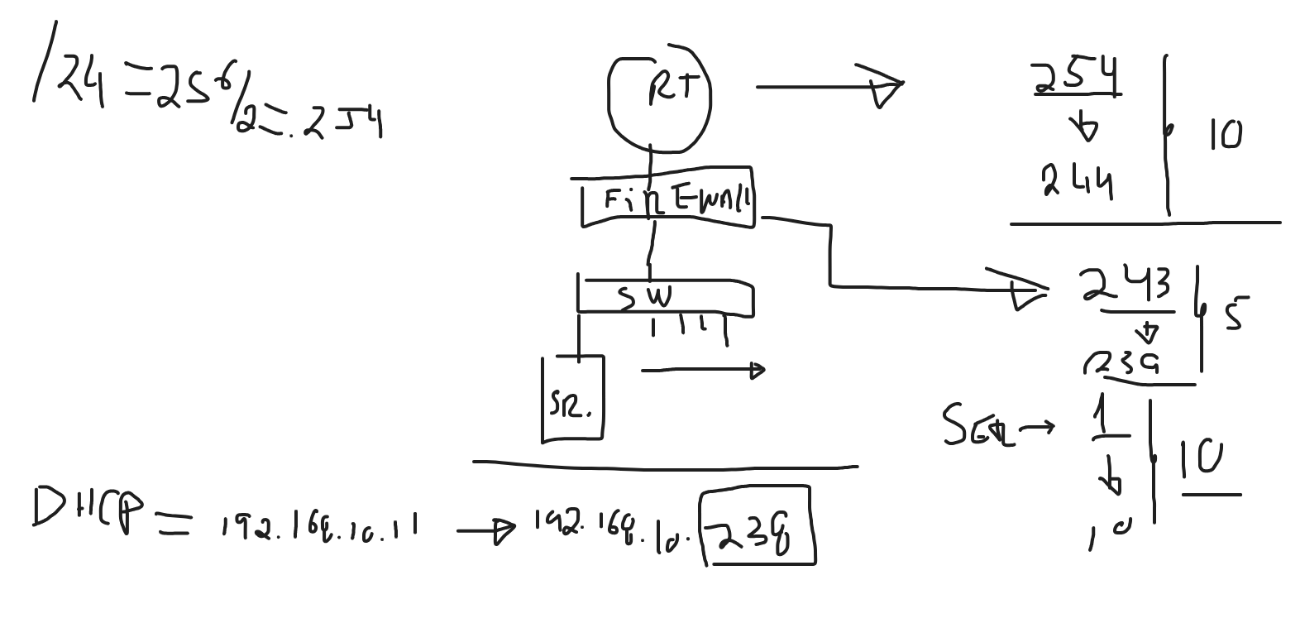 /24 = 256/2 = .254
RT
FirEwall
SW
SR.
254
244
10
243
239
5
SER →
1
10
10
DHCP = 192.168.10.11 → 192.168.10.238